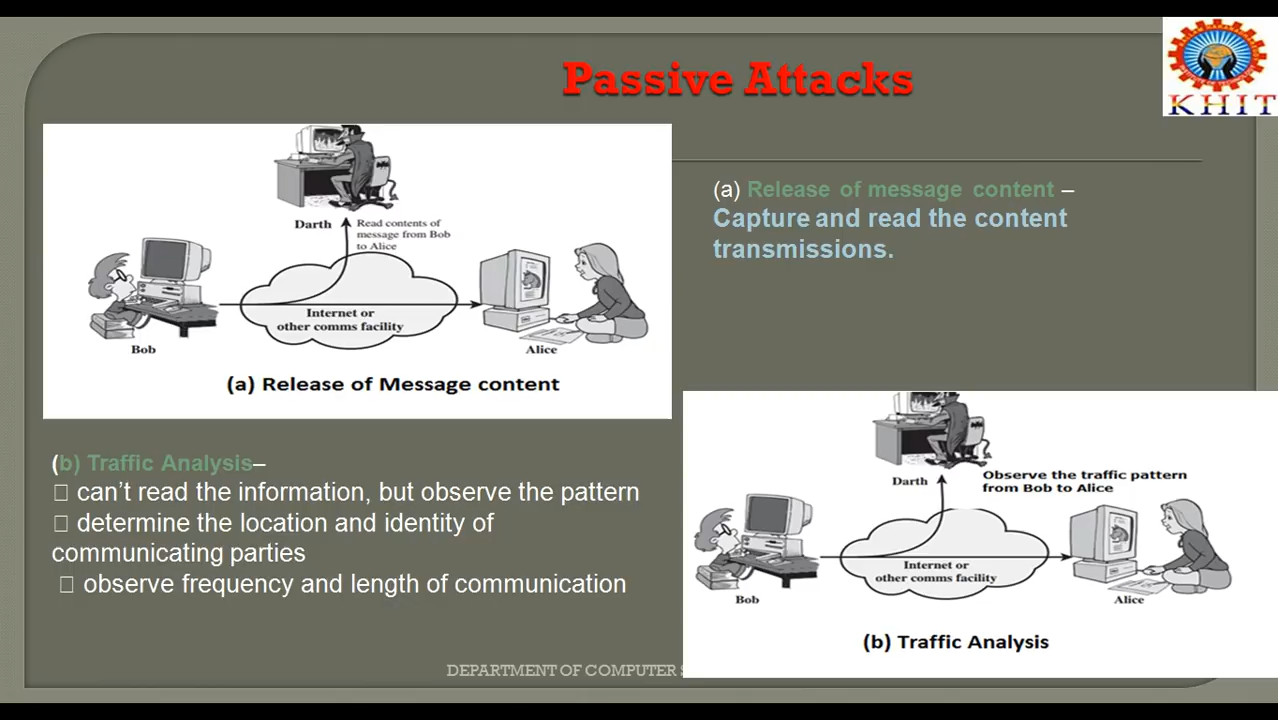 Passive Attacks
KHIT
Darth
Read contents of
message from Bob
to Alice
Internet or
other comms facility
Bob
Alice
(a) Release of Message content
(a) Release of message content –
Capture and read the content
transmissions.
(b) Traffic Analysis–
□ can’t read the information, but observe the pattern
□ determine the location and identity of
communicating parties
□ observe frequency and length of communication
Darth
Observe the traffic pattern
from Bob to Alice
Internet or
other comms facility
Bob
Alice
(b) Traffic Analysis
DEPARTMENT OF COMPUTER